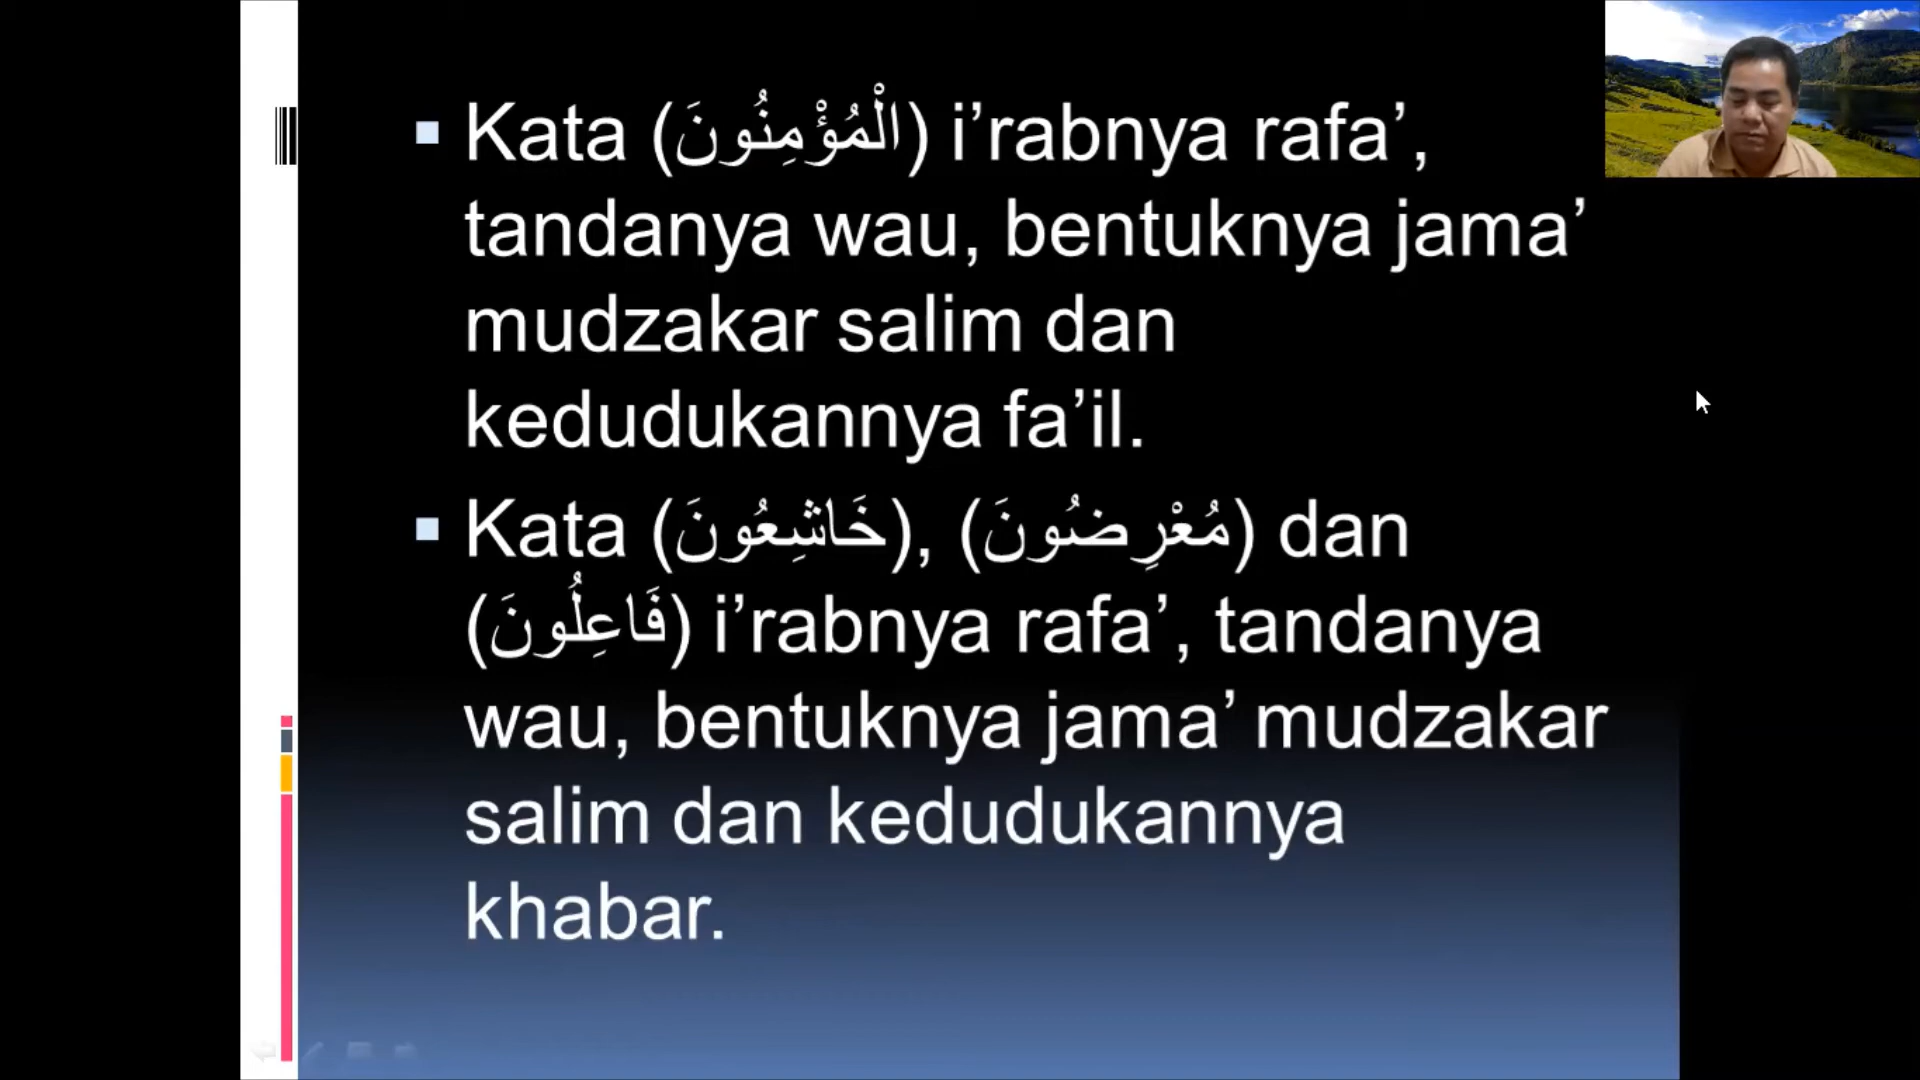 Kata (الْمُؤْمِنُونَ) i’rabnya rafa’,
tandanya wau, bentuknya jama’
mudzakar salim dan
kedudukannya fa’il.
Kata (خَاشِعُونَ), (مُعْرِضُونَ) dan
(فَاعِلُونَ) i’rabnya rafa’, tandanya
wau, bentuknya jama’ mudzakar
salim dan kedudukannya
khabar.